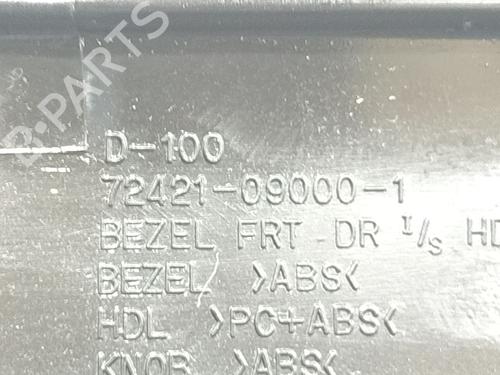 B-PARTS
D-100
72421-09000-1
BEZEL FRT DR I/S HD
BEZEL >ABS<
HDL >PC+ABS<
KNOB >ABS<